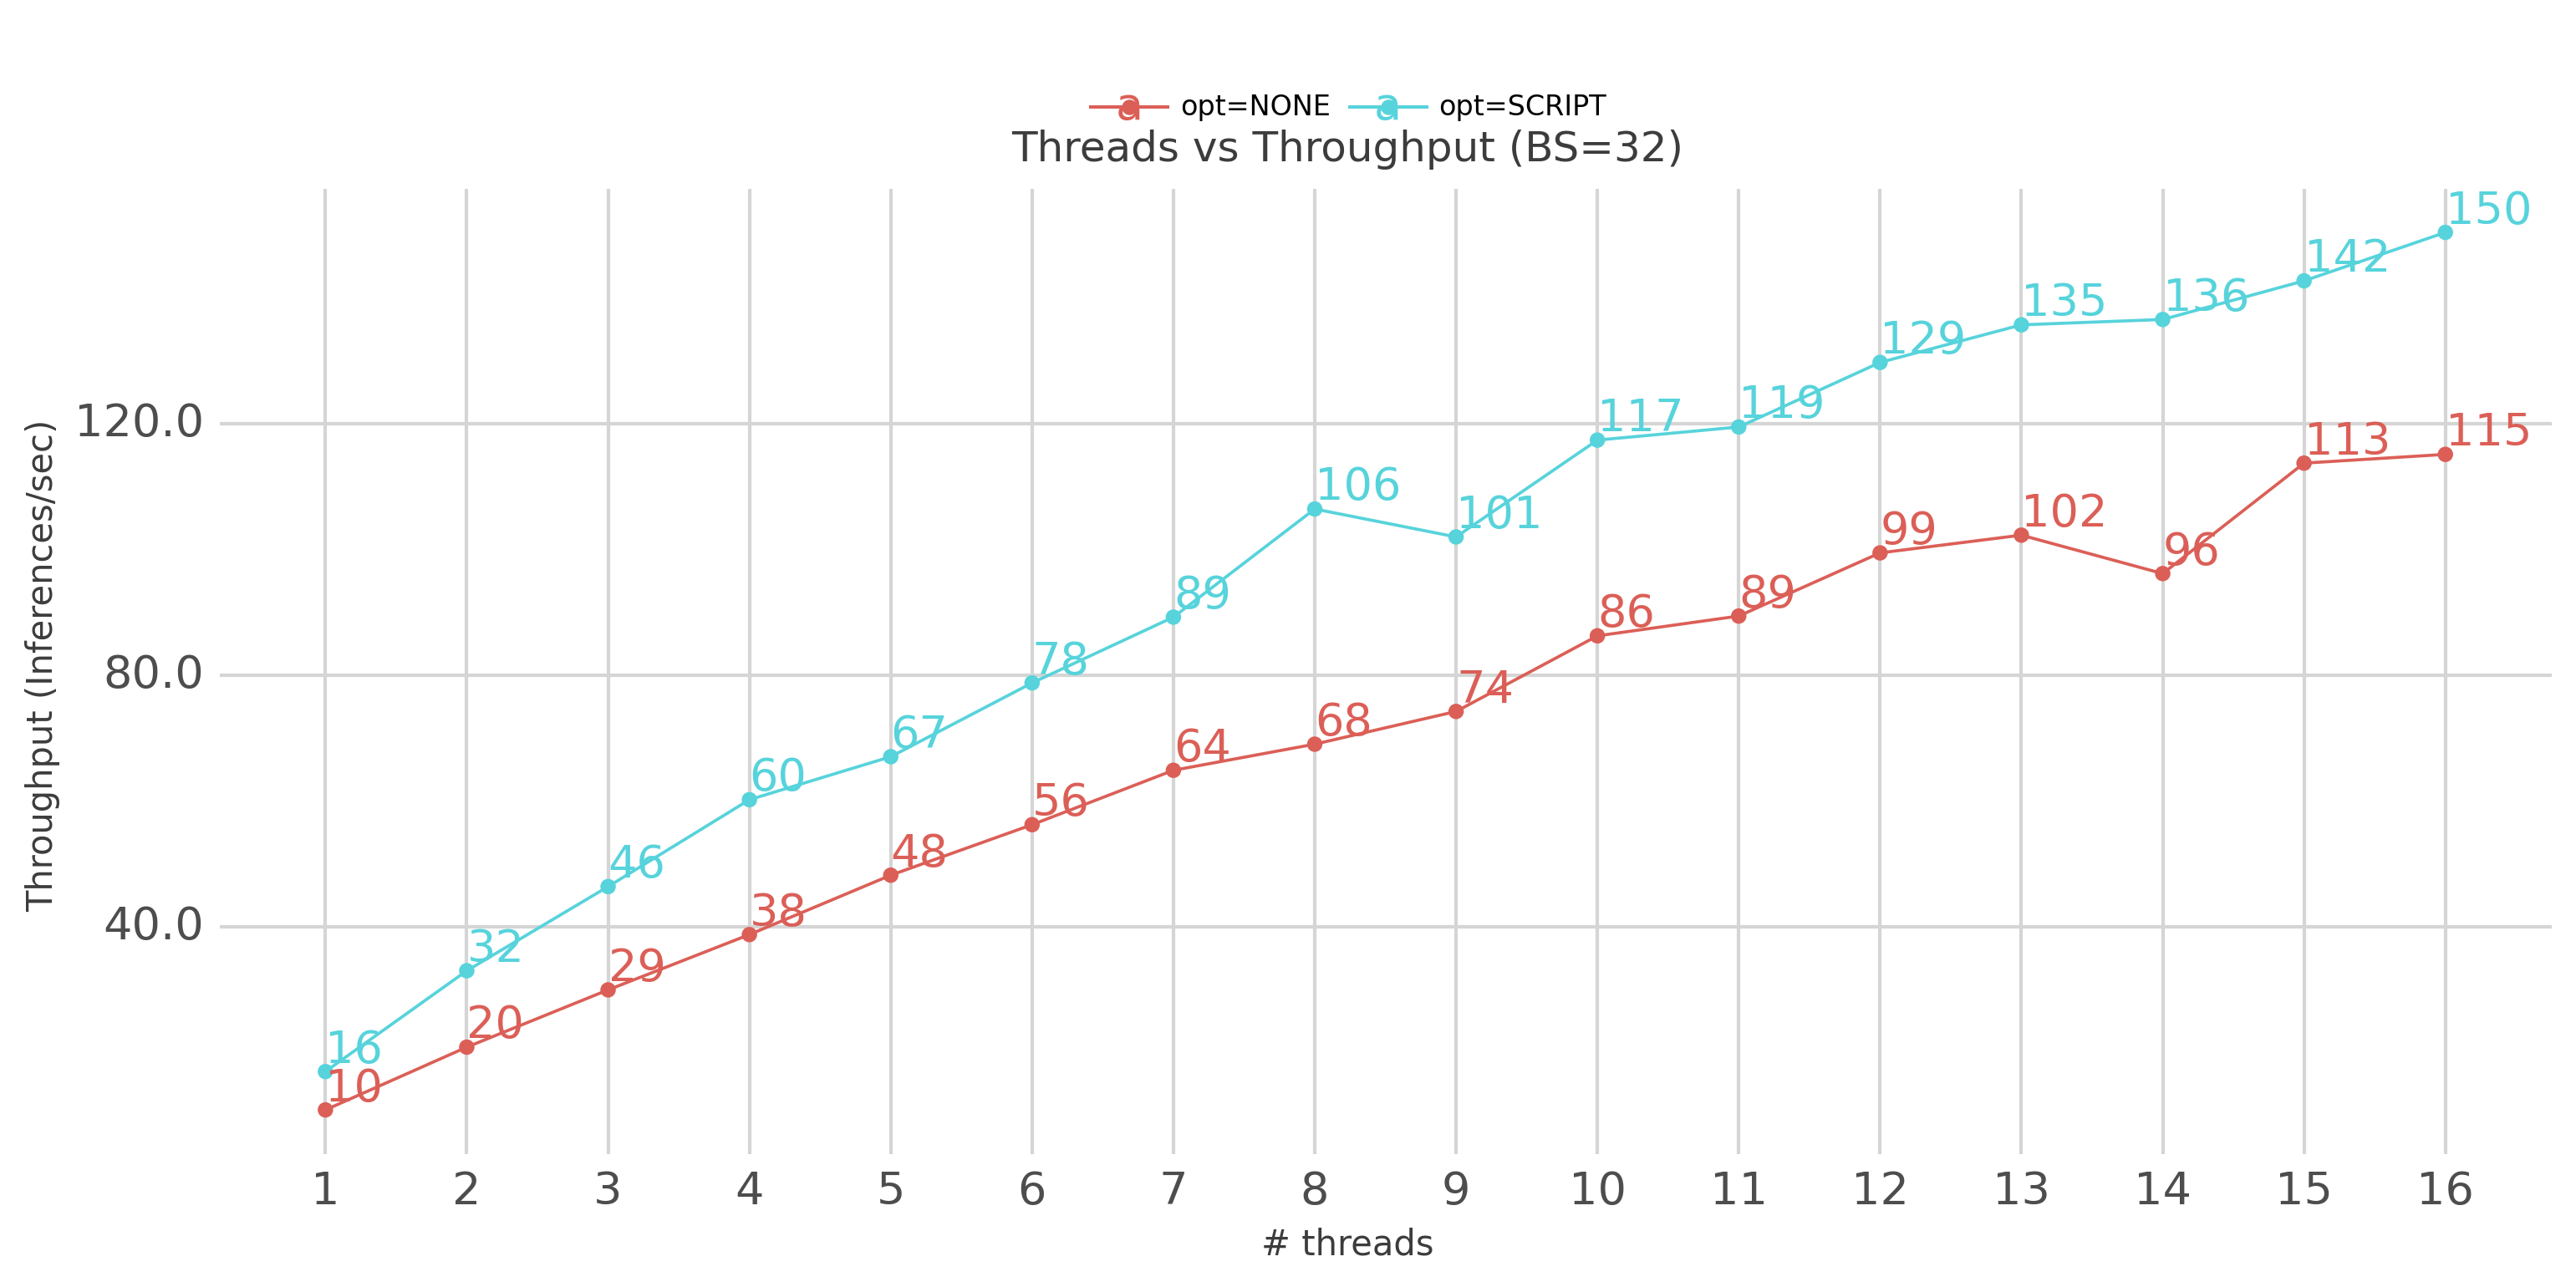 a opt=NONE a opt=SCRIPT
Threads vs Throughput (BS=32)
Throughput (Inferences/sec)
120.0
80.0
40.0
16 32 46 60 67 78 89 106 101 117 119 129 135 136 142 150
10 20 29 38 48 56 64 68 74 86 89 99 102 96 113 115
1 2 3 4 5 6 7 8 9 10 11 12 13 14 15 16
# threads